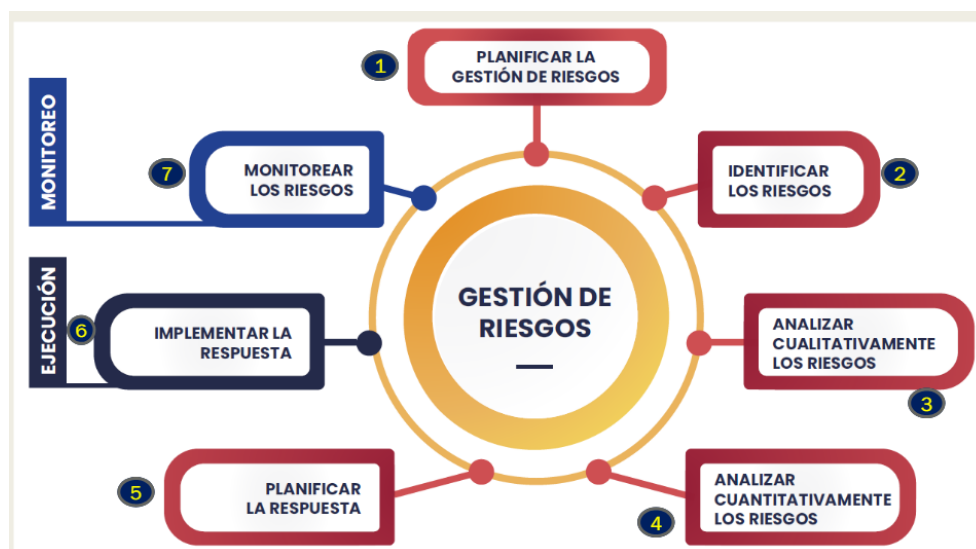 1
PLANIFICAR LA
GESTIÓN DE RIESGOS
MONITOREO
7
MONITOREAR
LOS RIESGOS
IDENTIFICAR
LOS RIESGOS
2
GESTIÓN DE
RIESGOS
EJECUCIÓN
6
IMPLEMENTAR LA
RESPUESTA
ANALIZAR
CUALITATIVAMENTE
LOS RIESGOS
3
5
PLANIFICAR
LA RESPUESTA
ANALIZAR
CUANTITATIVAMENTE
LOS RIESGOS
4